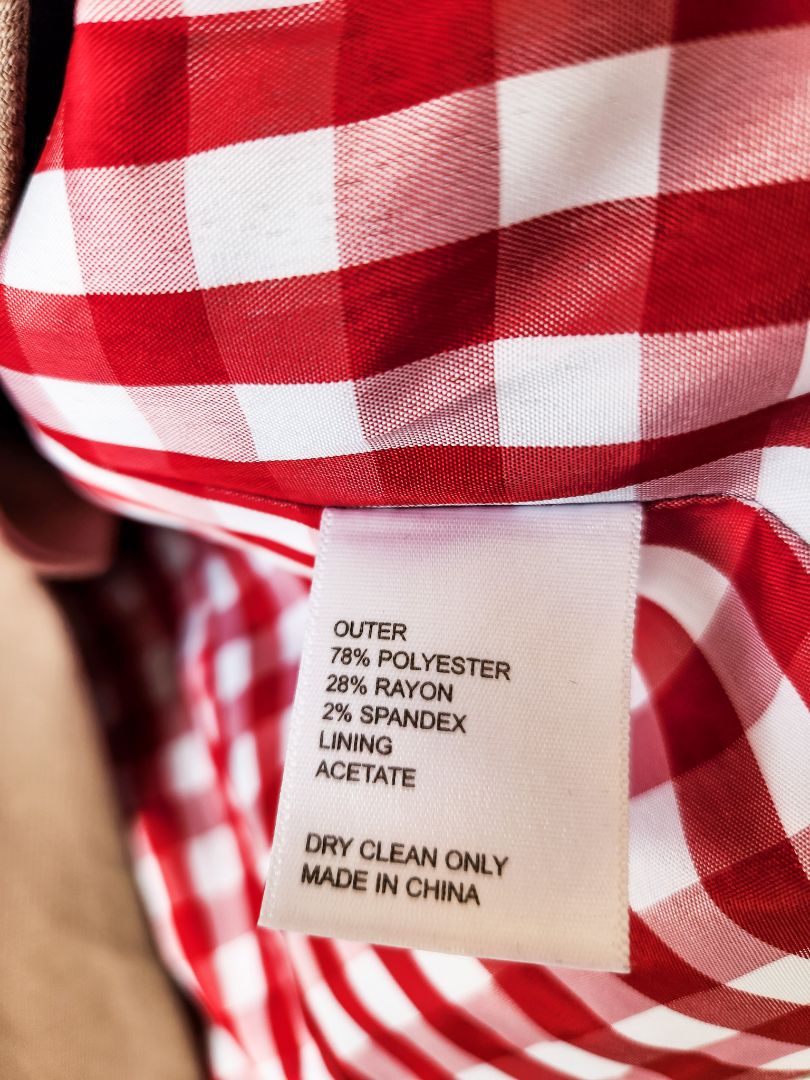 OUTER
78% POLYESTER
28% RAYON
2% SPANDEX
LINING
ACETATE
DRY CLEAN ONLY
MADE IN CHINA